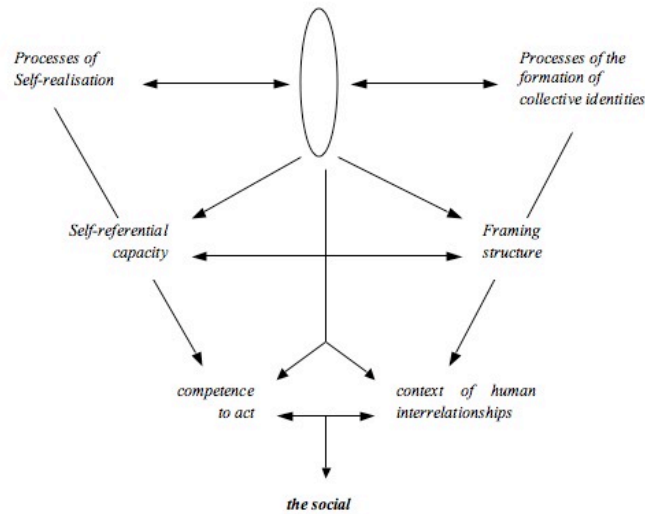 Processes of
Self-realisation
Processes of the
formation of
collective identities
Self-referential
capacity
Framing
structure
competence
to act
context of human
interrelationships
the social